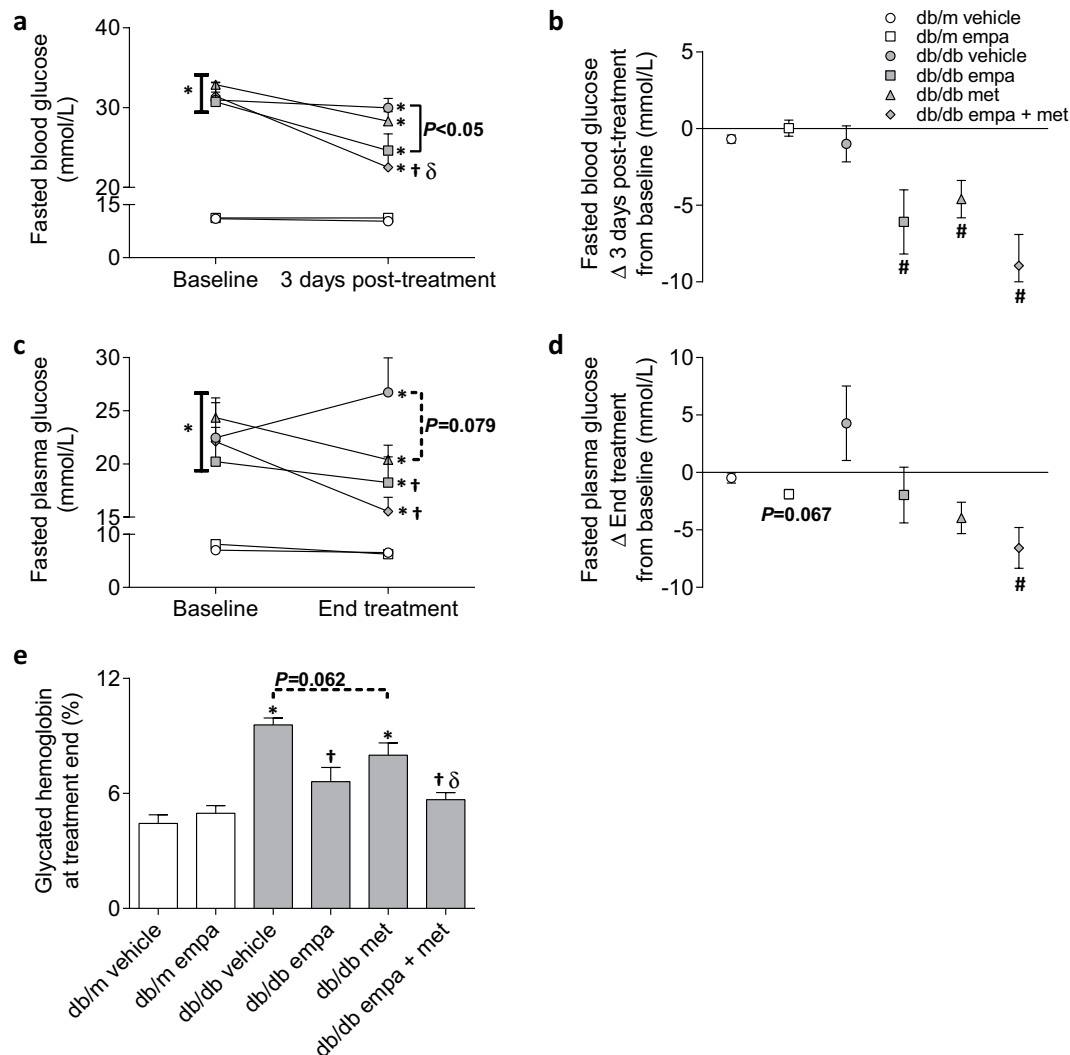 a
Fasted blood glucose
(mmol/L)
40
30
20
15
0
*
*
*
P<0.05
*
* † δ
Baseline
3 days post-treatment
b
Fasted blood glucose
Δ 3 days post-treatment
from baseline (mmol/L)
5
0
-5
-10
#
#
#
db/m vehicle
db/m empa
db/db vehicle
db/db empa
db/db met
db/db empa + met
c
Fasted plasma glucose
(mmol/L)
30
25
20
15
10
0
*
*
P=0.079
*
* †
* †
Baseline
End treatment
d
Fasted plasma glucose
Δ End treatment
from baseline (mmol/L)
10
5
0
-5
-10
P=0.067
#
e
Glycated hemoglobin
at treatment end (%)
12
6
0
P=0.062
*
†
*
† δ
db/m vehicle
db/m empa
db/db vehicle
db/db empa
db/db met
db/db empa + met